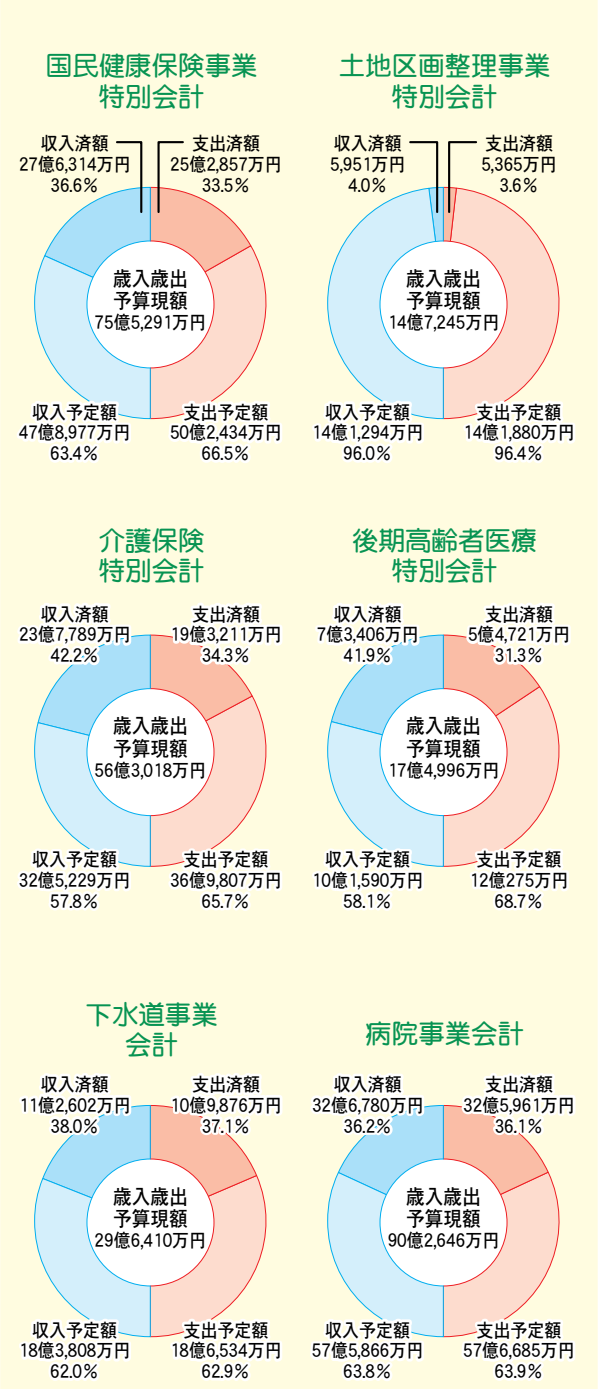 国民健康保険事業
特別会計
収入済額
27億6,314万円
36.6%
支出済額
25億2,857万円
33.5%
歳入歳出
予算現額
75億5,291万円
収入予定額
47億8,977万円
63.4%
支出予定額
50億2,434万円
66.5%
土地区画整理事業
特別会計
収入済額
5,951万円
4.0%
支出済額
5,365万円
3.6%
歳入歳出
予算現額
14億7,245万円
収入予定額
14億1,294万円
96.0%
支出予定額
14億1,880万円
96.4%
介護保険
特別会計
収入済額
23億7,789万円
42.2%
支出済額
19億3,211万円
34.3%
歳入歳出
予算現額
56億3,018万円
収入予定額
32億5,229万円
57.8%
支出予定額
36億9,807万円
65.7%
後期高齢者医療
特別会計
収入済額
7億3,406万円
41.9%
支出済額
5億4,721万円
31.3%
歳入歳出
予算現額
17億4,996万円
収入予定額
10億1,590万円
58.1%
支出予定額
12億275万円
68.7%
下水道事業
会計
収入済額
11億2,602万円
38.0%
支出済額
10億9,876万円
37.1%
歳入歳出
予算現額
29億6,410万円
収入予定額
18億3,808万円
62.0%
支出予定額
18億6,534万円
62.9%
病院事業会計
収入済額
32億6,780万円
36.2%
支出済額
32億5,961万円
36.1%
歳入歳出
予算現額
90億2,646万円
収入予定額
57億5,866万円
63.8%
支出予定額
57億6,685万円
63.9%